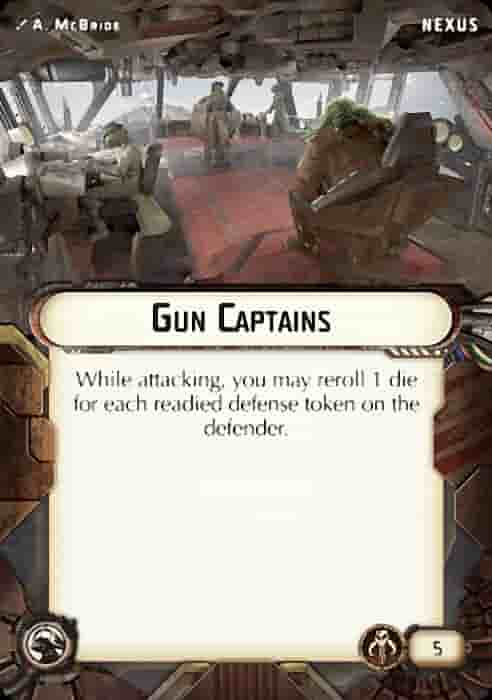 A. McBride
NEXUS
Gun Captains
While attacking, you may reroll 1 die
for each readied defense token on the
defender.
5